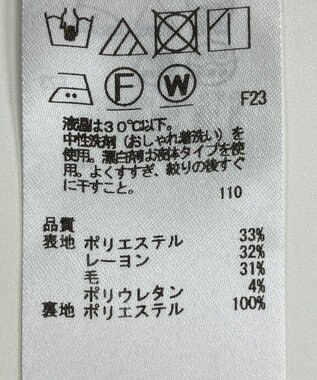 F W
F23
液温は30℃以下。
中性洗剤（おしゃれ着洗い）を
使用。漂白剤は液体タイプを使
用。よくすすぎ、絞りの後すぐ
に干すこと。
110
品質
表地 ポリエステル 33%
レーヨン 32%
毛 31%
ポリウレタン 4%
裏地 ポリエステル 100%